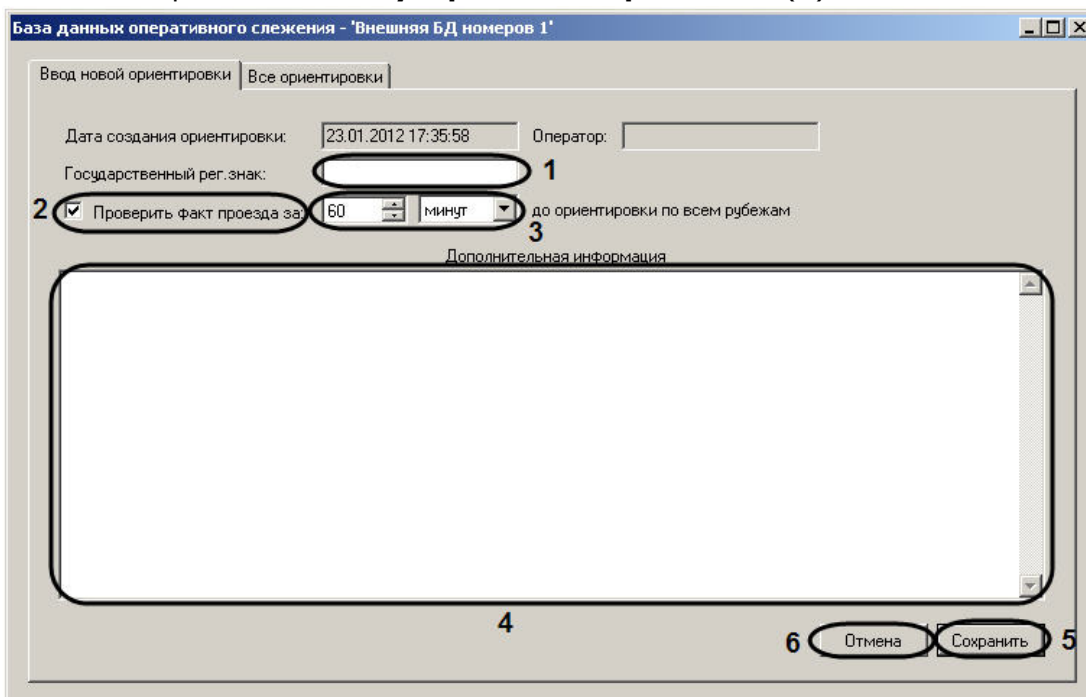 База данных оперативного слежения - 'Внешняя БД номеров 1'
Ввод новой ориентировки Все ориентировки
Дата создания ориентировки: 23.01.2012 17:35:58 Оператор:
Государственный рег.знак: 1
2 Проверить факт проезда за: 60 минут до ориентировки по всем рубежам
3
Дополнительная информация
4
6 Отмена Сохранить 5